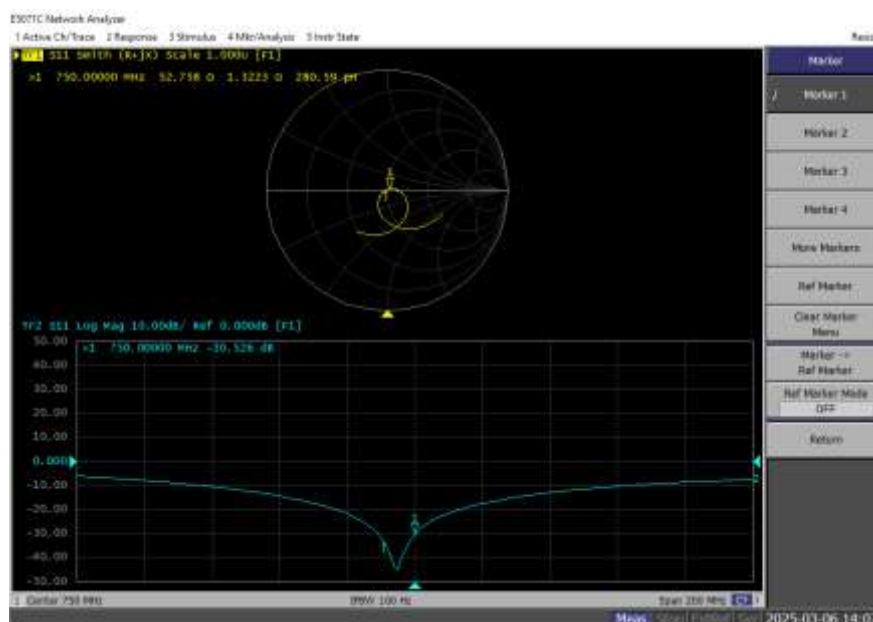 E5071C Network Analyzer
1 Active Ch/Trace 2 Response 3 Stimulus 4 Mkr/Analysis 5 Instr State
Tr1 S11 Smith (R+jX) Scale 1.000U [F1]
>1 750.00000 MHz 52.758 Ω 1.3223 Ω 280.59 pH
Tr2 S11 Log Mag 10.00dB/ Ref 0.000dB [F1]
>1 750.00000 MHz -30.526 dB
50.00
40.00
30.00
20.00
10.00
0.000
-10.00
-20.00
-30.00
-40.00
-50.00
1 Center 750 MHz
IFBW 100 Hz
Span 200 MHz
Marker
Marker 1
Marker 2
Marker 3
Marker 4
More Markers
Ref Marker
Clear Marker
Menu
Marker ->
Ref Marker
Ref Marker Mode
OFF
Return
Meas
2025-03-06 14:0